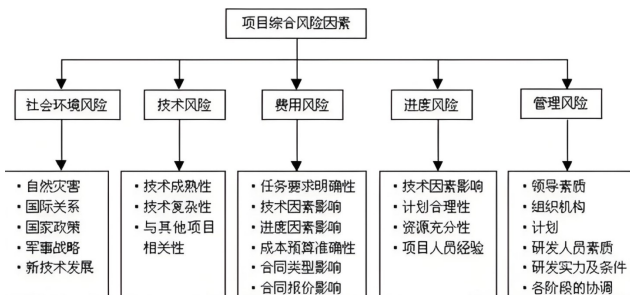 项目综合风险因素
社会环境风险
技术风险
费用风险
进度风险
管理风险
·自然灾害
·国际关系
·国家政策
·军事战略
·新技术发展
·技术成熟性
·技术复杂性
·与其他项目
相关性
·任务要求明确性
·技术因素影响
·进度因素影响
·成本预算准确性
·合同类型影响
·合同报价影响
·技术因素影响
·计划合理性
·资源充分性
·项目人员经验
·领导素质
·组织机构
·计划
·研发人员素质
·研发实力及条件
·各阶段的协调